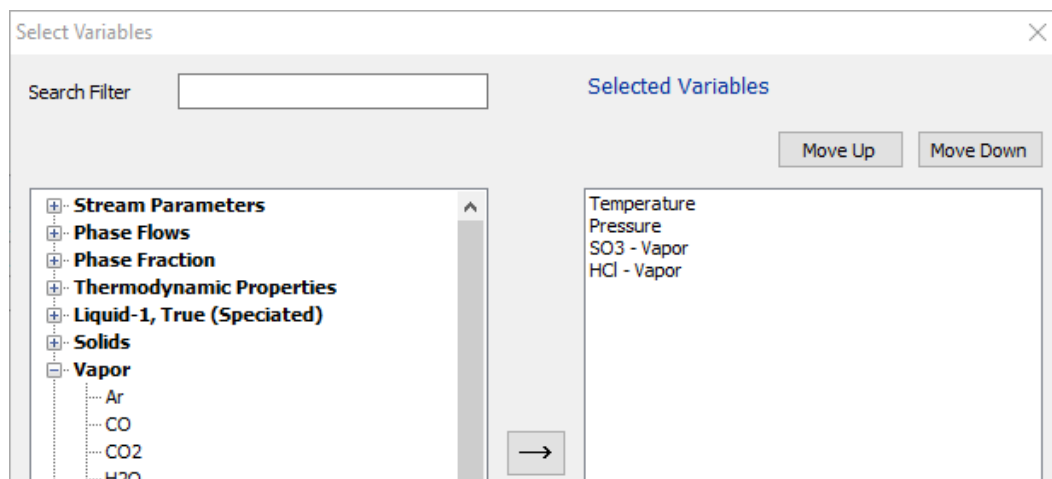 Select Variables
Search Filter
Selected Variables
Move Up
Move Down
Stream Parameters
Phase Flows
Phase Fraction
Thermodynamic Properties
Liquid-1, True (Speciated)
Solids
Vapor
Ar
CO
CO2
H2O
Temperature
Pressure
SO3 - Vapor
HCl - Vapor